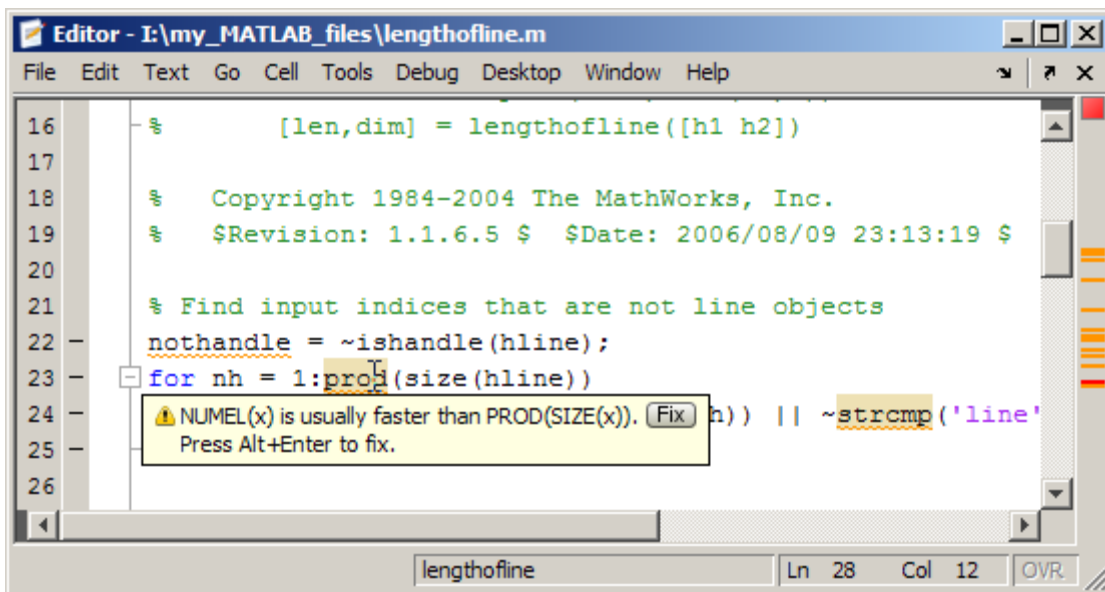 Editor - I:\my_MATLAB_files\lengthofline.m
File Edit Text Go Cell Tools Debug Desktop Window Help
16 % [len,dim] = lengthofline([h1 h2])
17
18 % Copyright 1984-2004 The MathWorks, Inc.
19 % $Revision: 1.1.6.5 $ $Date: 2006/08/09 23:13:19 $
20
21 % Find input indices that are not line objects
22 - nothandle = ~ishandle(hline);
23 - for nh = 1:prod(size(hline))
24 - h)) || ~strcmp('line'
NUMEL(x) is usually faster than PROD(SIZE(x)). Fix
Press Alt+Enter to fix.
25 -
26
lengthofline Ln 28 Col 12 OVR